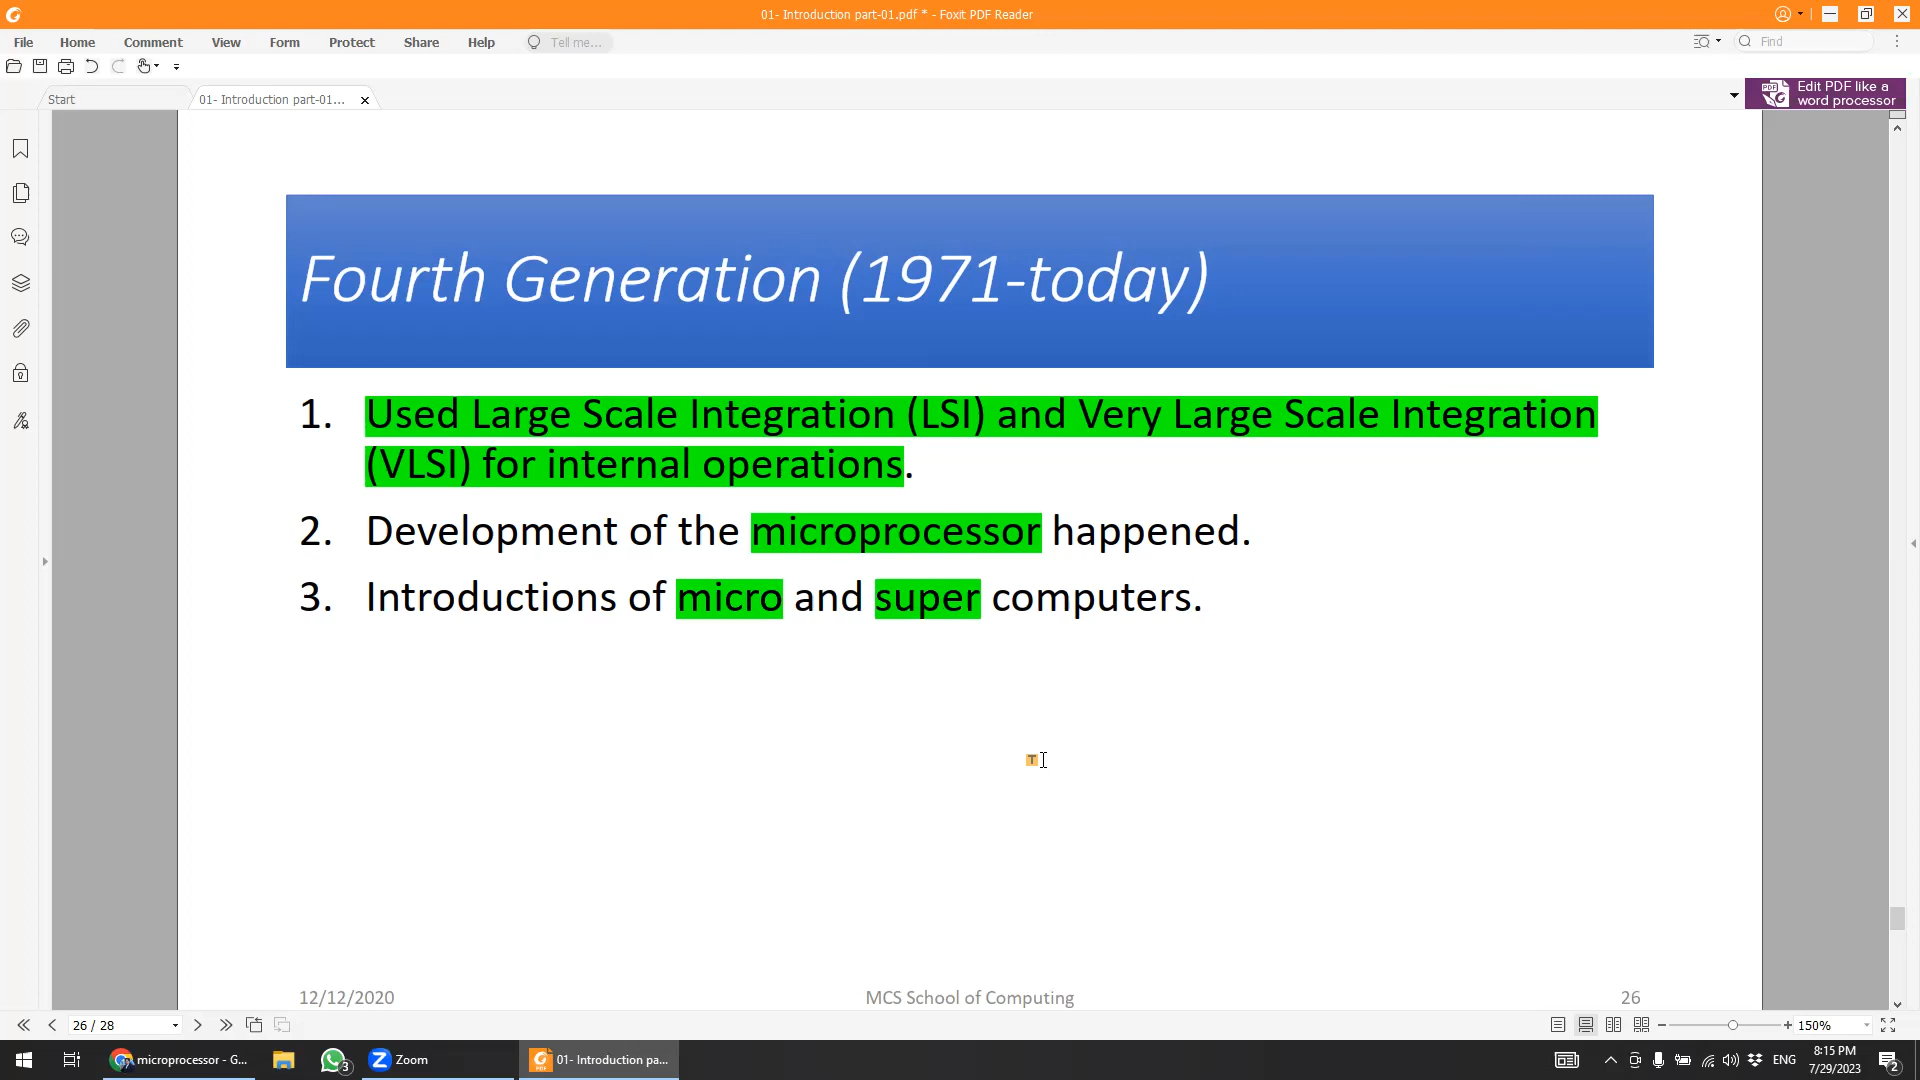 01- Introduction part-01.pdf * - Foxit PDF Reader
File Home Comment View Form Protect Share Help Tell me... Find
Start 01- Introduction part-01...
Edit PDF like a
word processor
Fourth Generation (1971-today)
1. Used Large Scale Integration (LSI) and Very Large Scale Integration
(VLSI) for internal operations.
2. Development of the microprocessor happened.
3. Introductions of micro and super computers.
T
12/12/2020 MCS School of Computing 26
26 / 28 150%
microprocessor - G... 3 Zoom 01- Introduction pa... ENG 8:15 PM
7/29/2023 2